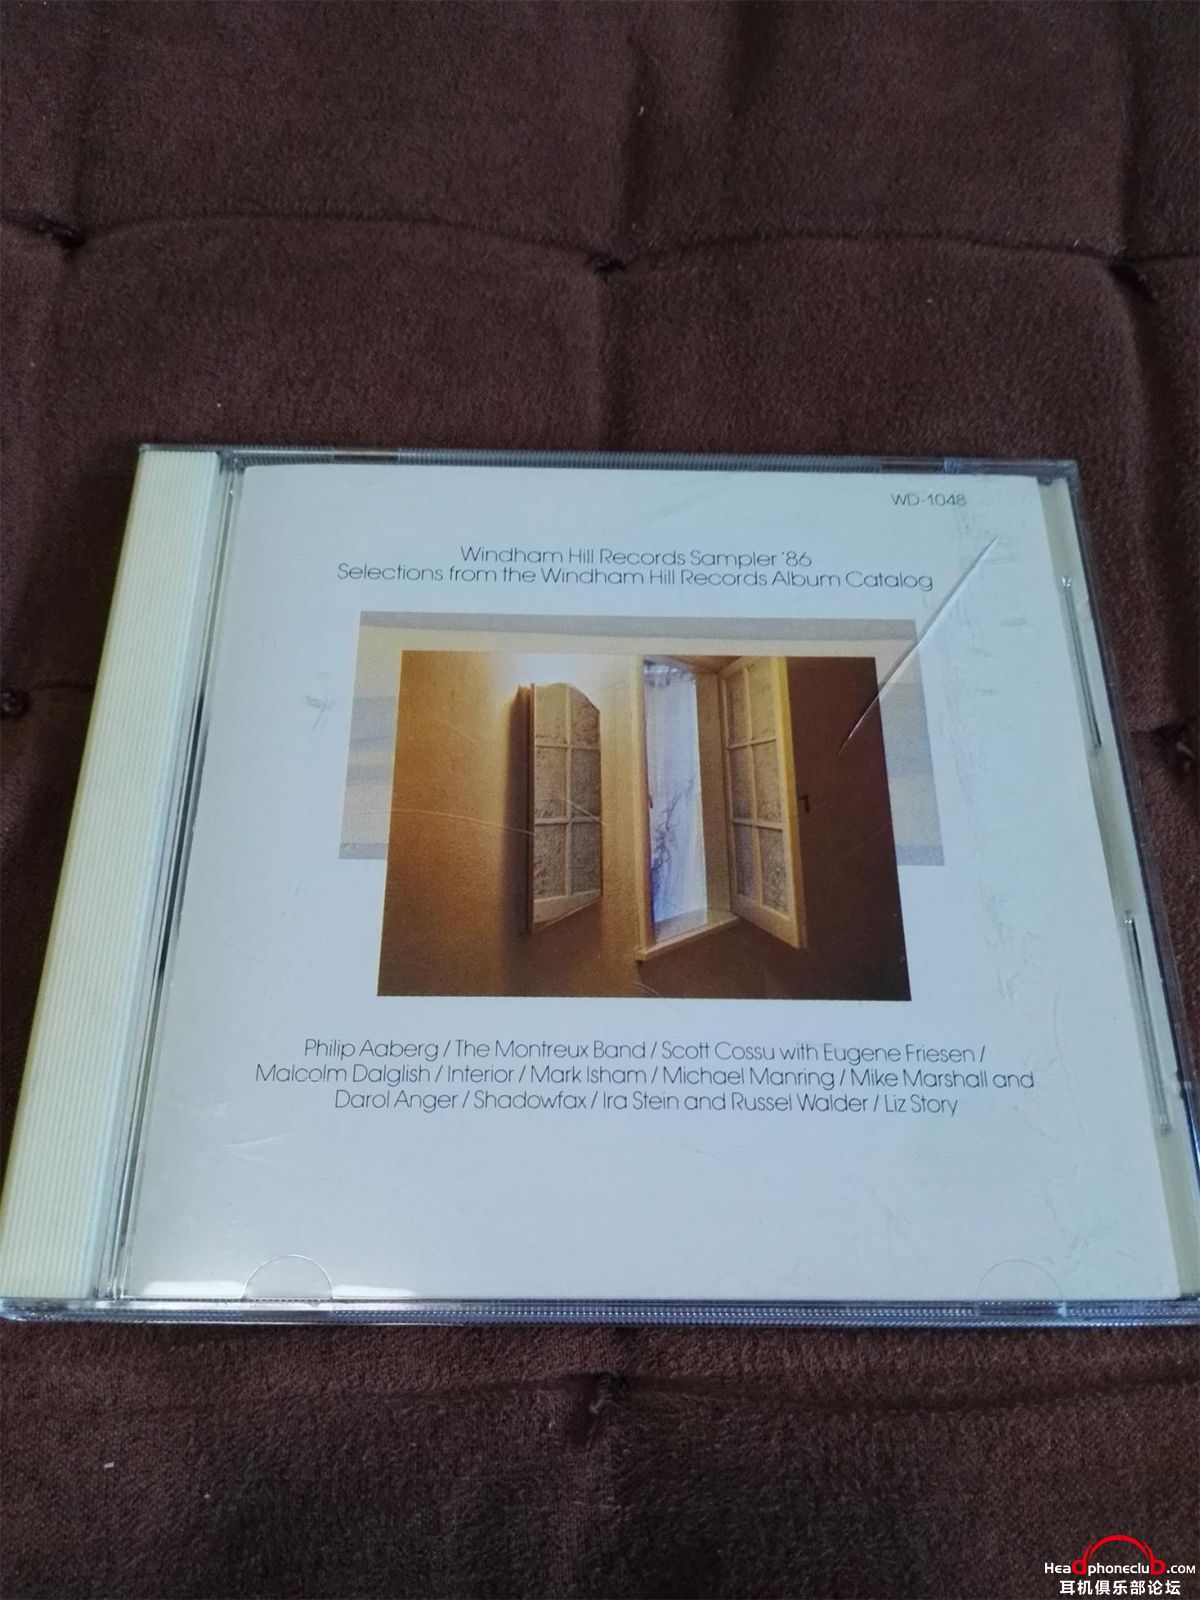 WD-1048
Windham Hill Records Sampler '86
Selections from the Windham Hill Records Album Catalog
Philip Aaberg / The Montreux Band / Scott Cossu with Eugene Friesen /
Malcolm Dalglish / Interior / Mark Isham / Michael Manring / Mike Marshall and
Darol Anger / Shadowfax / Ira Stein and Russel Walder / Liz Story
Headphoneclub.com
耳机俱乐部论坛